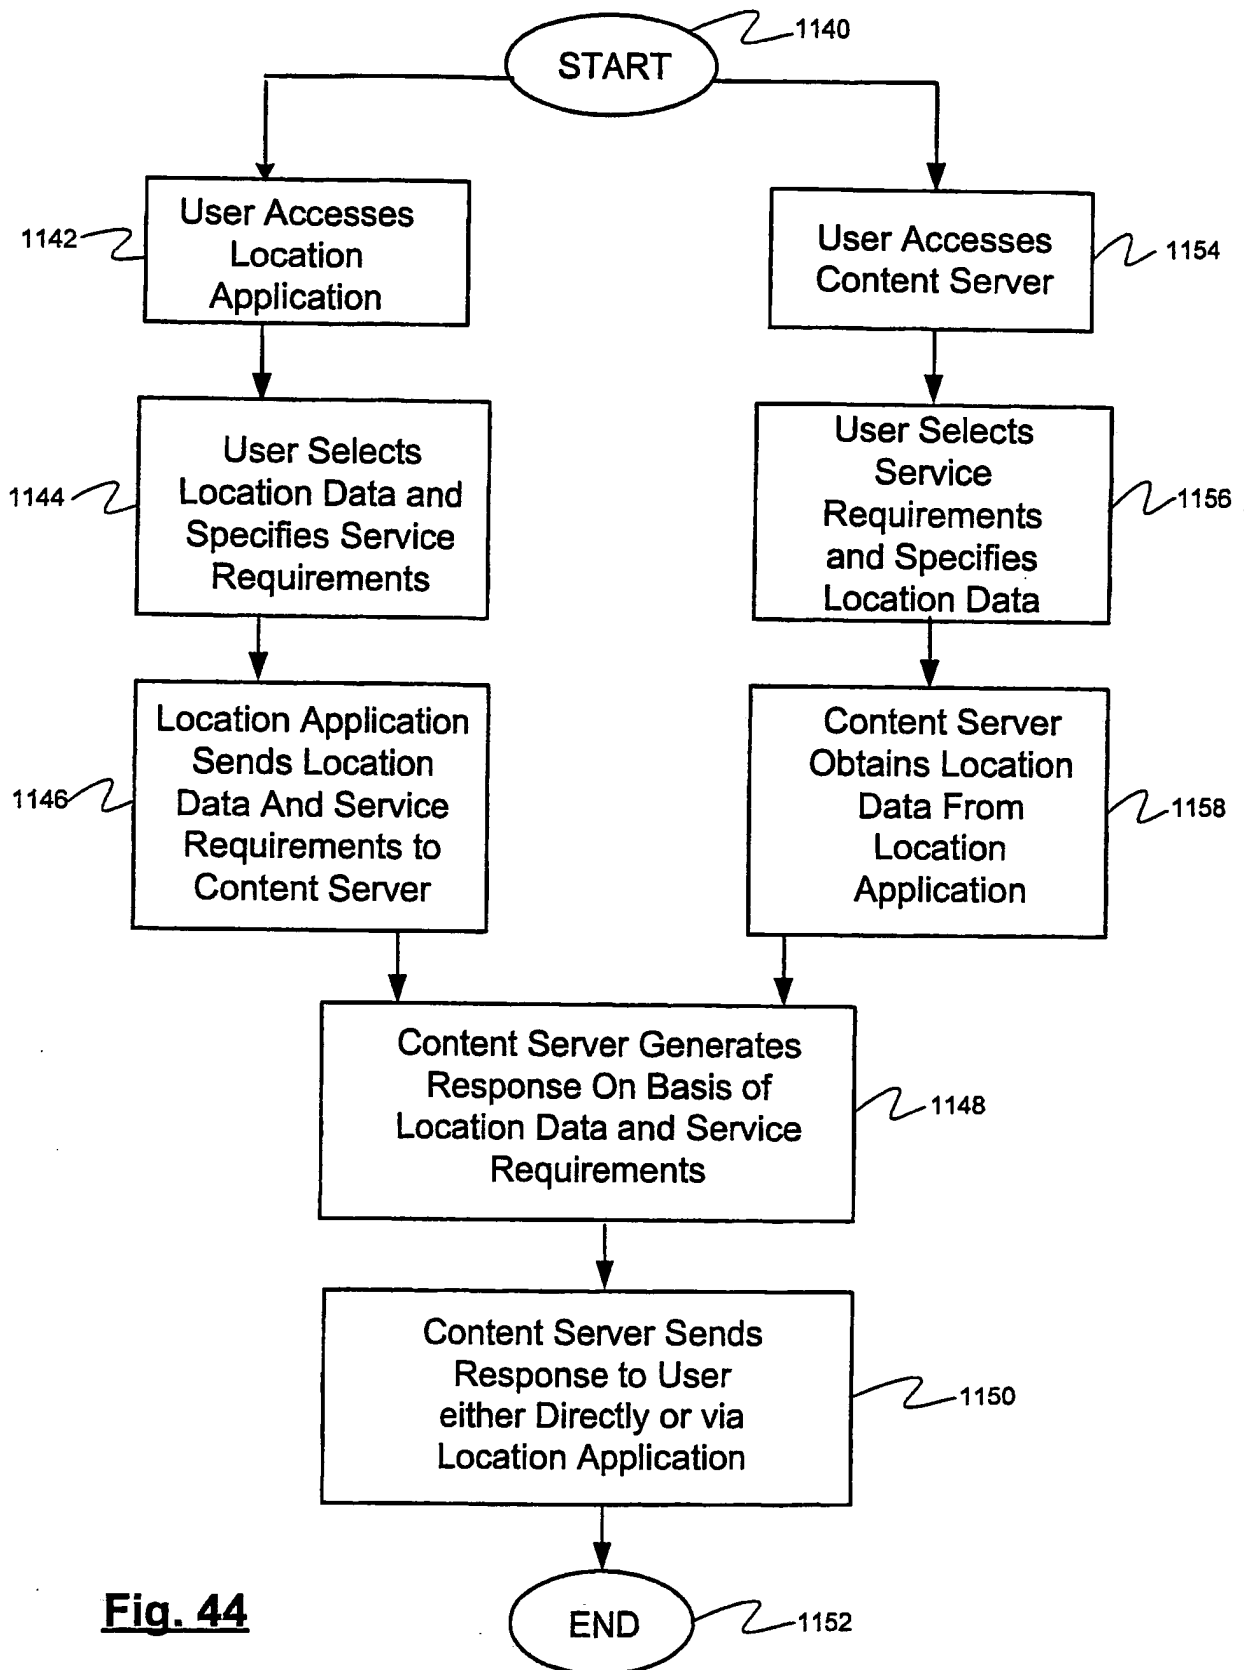 1140
START
User Accesses
Location
Application
1142
User Accesses
Content Server
1154
User Selects
Location Data and
Specifies Service
Requirements
1144
User Selects
Service
Requirements
and Specifies
Location Data
1156
Location Application
Sends Location
Data And Service
Requirements to
Content Server
1146
Content Server
Obtains Location
Data From
Location
Application
1158
Content Server Generates
Response On Basis of
Location Data and Service
Requirements
1148
Content Server Sends
Response to User
either Directly or via
Location Application
1150
END
1152
Fig. 44